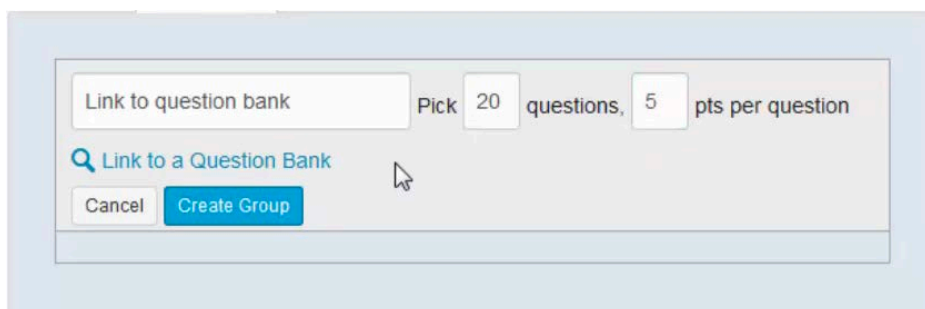 Link to question bank Pick 20 questions, 5 pts per question
Link to a Question Bank
Cancel Create Group